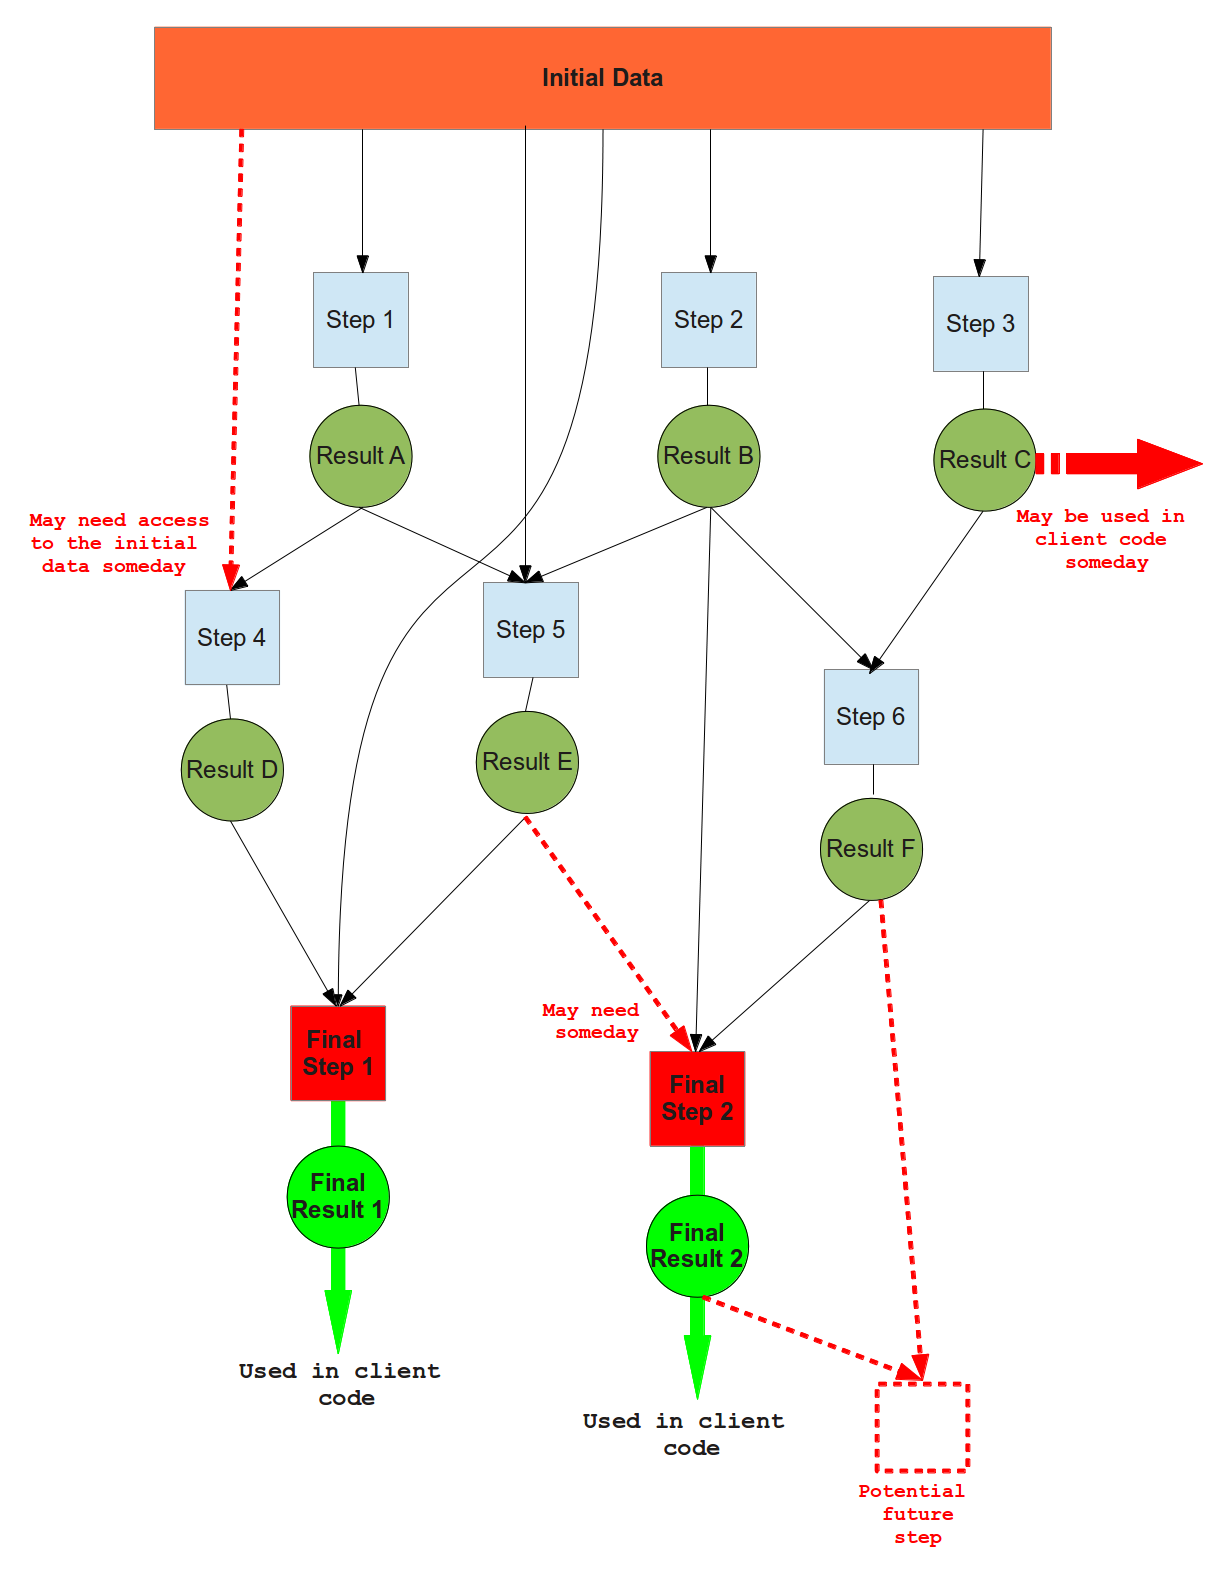 Initial Data
Step 1
Step 2
Step 3
Result A
Result B
Result C
May need access
to the initial
data someday
May be used in
client code
someday
Step 4
Step 5
Step 6
Result D
Result E
Result F
May need
someday
Final
Step 1
Final
Step 2
Final
Result 1
Final
Result 2
Used in client
code
Used in client
code
Potential
future
step